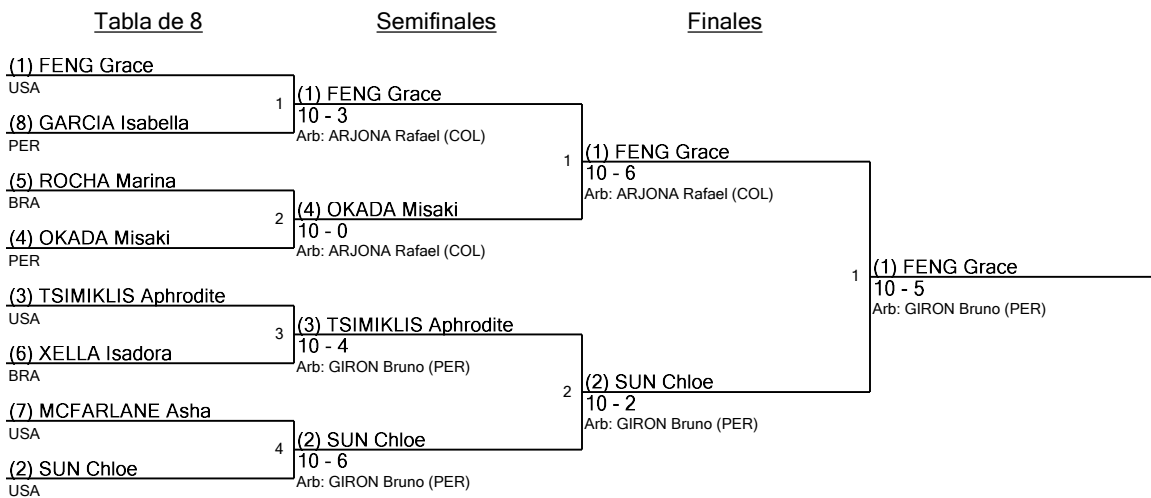 Tabla de 8
Semifinales
Finales
(1) FENG Grace
USA
(8) GARCIA Isabella
PER
(5) ROCHA Marina
BRA
(4) OKADA Misaki
PER
(3) TSIMIKLIS Aphrodite
USA
(6) XELLA Isadora
BRA
(7) MCFARLANE Asha
USA
(2) SUN Chloe
USA
1
(1) FENG Grace
10 - 3
Arb: ARJONA Rafael (COL)
2
(4) OKADA Misaki
10 - 0
Arb: ARJONA Rafael (COL)
3
(3) TSIMIKLIS Aphrodite
10 - 4
Arb: GIRON Bruno (PER)
4
(2) SUN Chloe
10 - 6
Arb: GIRON Bruno (PER)
1
(1) FENG Grace
10 - 6
Arb: ARJONA Rafael (COL)
2
(2) SUN Chloe
10 - 2
Arb: GIRON Bruno (PER)
1
(1) FENG Grace
10 - 5
Arb: GIRON Bruno (PER)